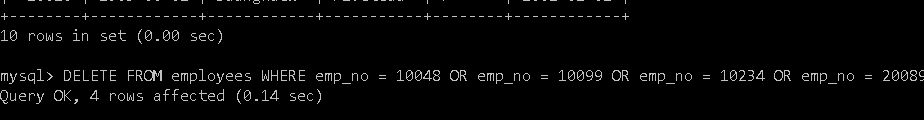 +--------+------------+------------+-----------+--------+------------+
10 rows in set (0.00 sec)
mysql> DELETE FROM employees WHERE emp_no = 10048 OR emp_no = 10099 OR emp_no = 10234 OR emp_no = 20089
Query OK, 4 rows affected (0.14 sec)